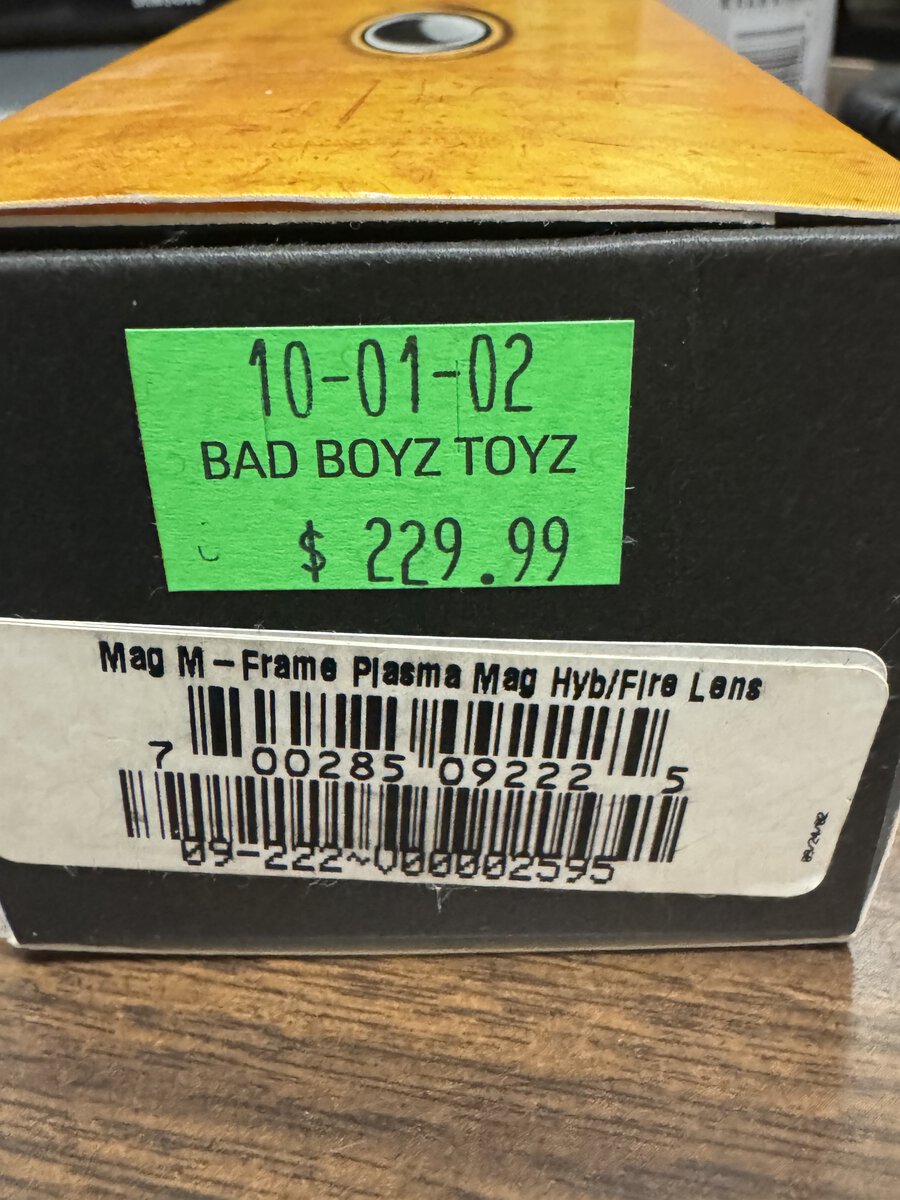 10-01-02
BAD BOYZ TOYZ
$ 229.99
Mag M-Frame Plasma Mag Hyb/Fire Lens
7 00285 09222 5
09-222~V00002595